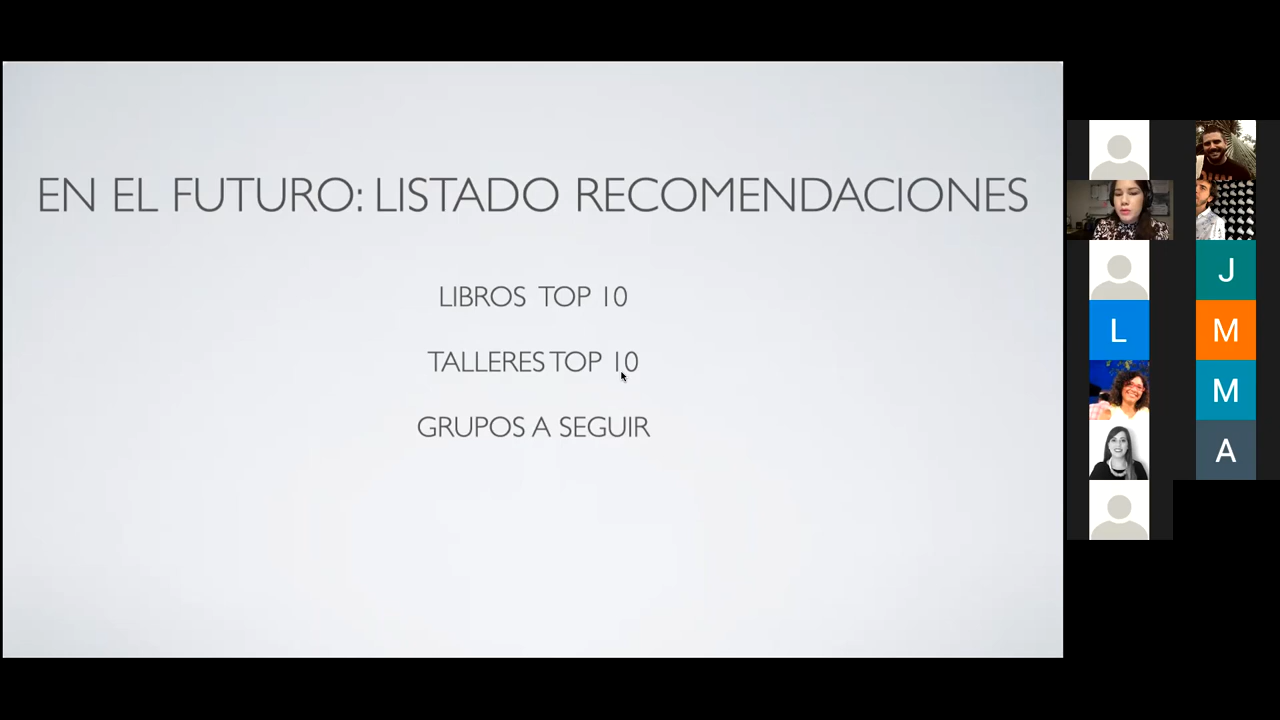 EN EL FUTURO: LISTADO RECOMENDACIONES
LIBROS TOP 10
TALLERES TOP 10
GRUPOS A SEGUIR
J
L
M
M
A